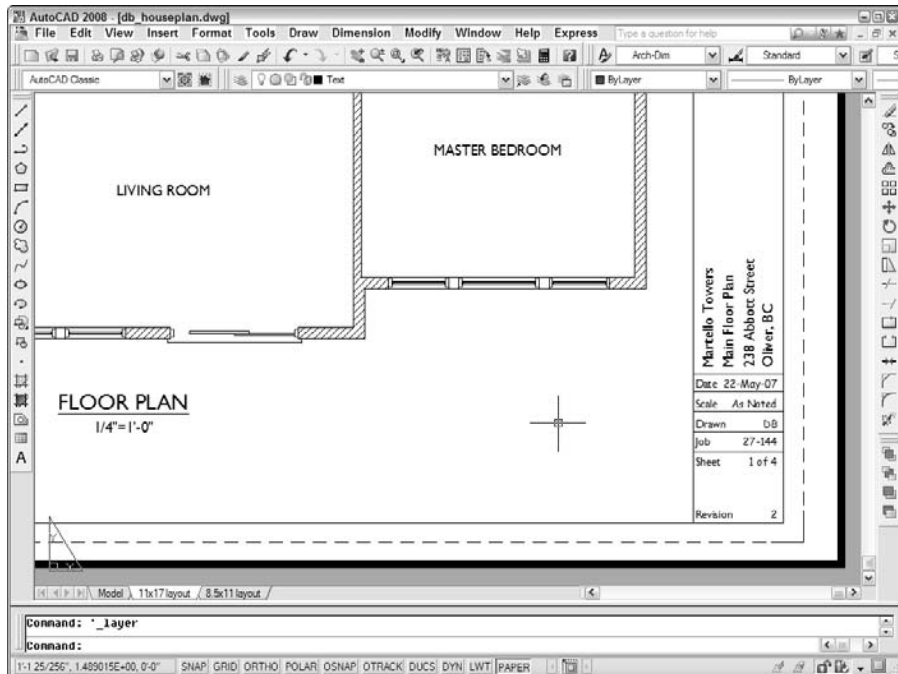 AutoCAD 2008 - [db_houseplan.dwg]
File Edit View Insert Format Tools Draw Dimension Modify Window Help Express Type a question for help
Arch-Dim Standard S
AutoCAD Classic Text ByLayer ByLayer
MASTER BEDROOM
LIVING ROOM
Martello Towers
Main Floor Plan
238 Abbott Street
Oliver, BC
Date 22-May-07
Scale As Noted
Drawn DB
Job 27-144
Sheet 1 of 4
Revision 2
FLOOR PLAN
1/4"=1'-0"
Model 11x17 layout 8.5x11 layout
Command: '_layer
Command:
1'-1 25/256", 1.489015E+00, 0'-0" SNAP GRID ORTHO POLAR OSNAP OTRACK DUCS DYN LWT PAPER